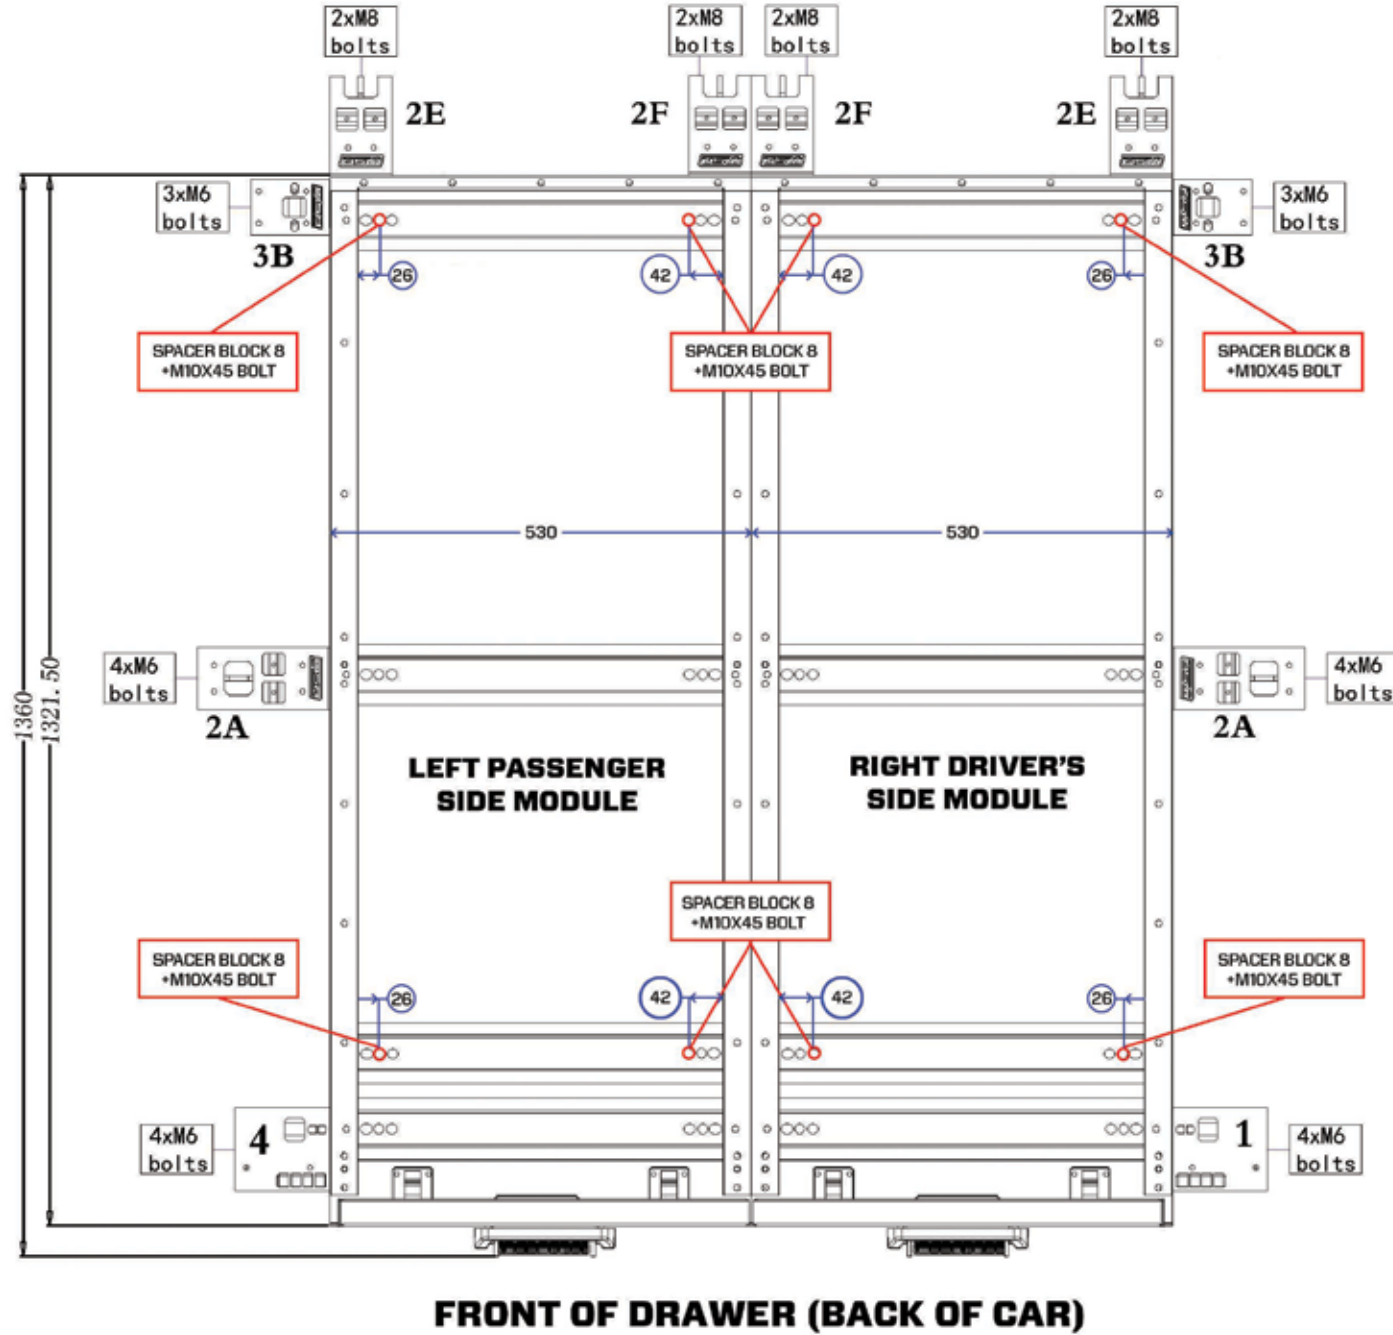 2xM8
bolts
2xM8
bolts
2xM8
bolts
2xM8
bolts
2E
2F
2F
2E
3xM6
bolts
3B
3xM6
bolts
3B
26
42
42
26
SPACER BLOCK 8
+M10X45 BOLT
SPACER BLOCK 8
+M10X45 BOLT
SPACER BLOCK 8
+M10X45 BOLT
530
530
4xM6
bolts
2A
4xM6
bolts
2A
1360
1321.50
LEFT PASSENGER
SIDE MODULE
RIGHT DRIVER'S
SIDE MODULE
SPACER BLOCK 8
+M10X45 BOLT
SPACER BLOCK 8
+M10X45 BOLT
SPACER BLOCK 8
+M10X45 BOLT
26
42
42
26
4xM6
bolts
4
1
4xM6
bolts
FRONT OF DRAWER (BACK OF CAR)